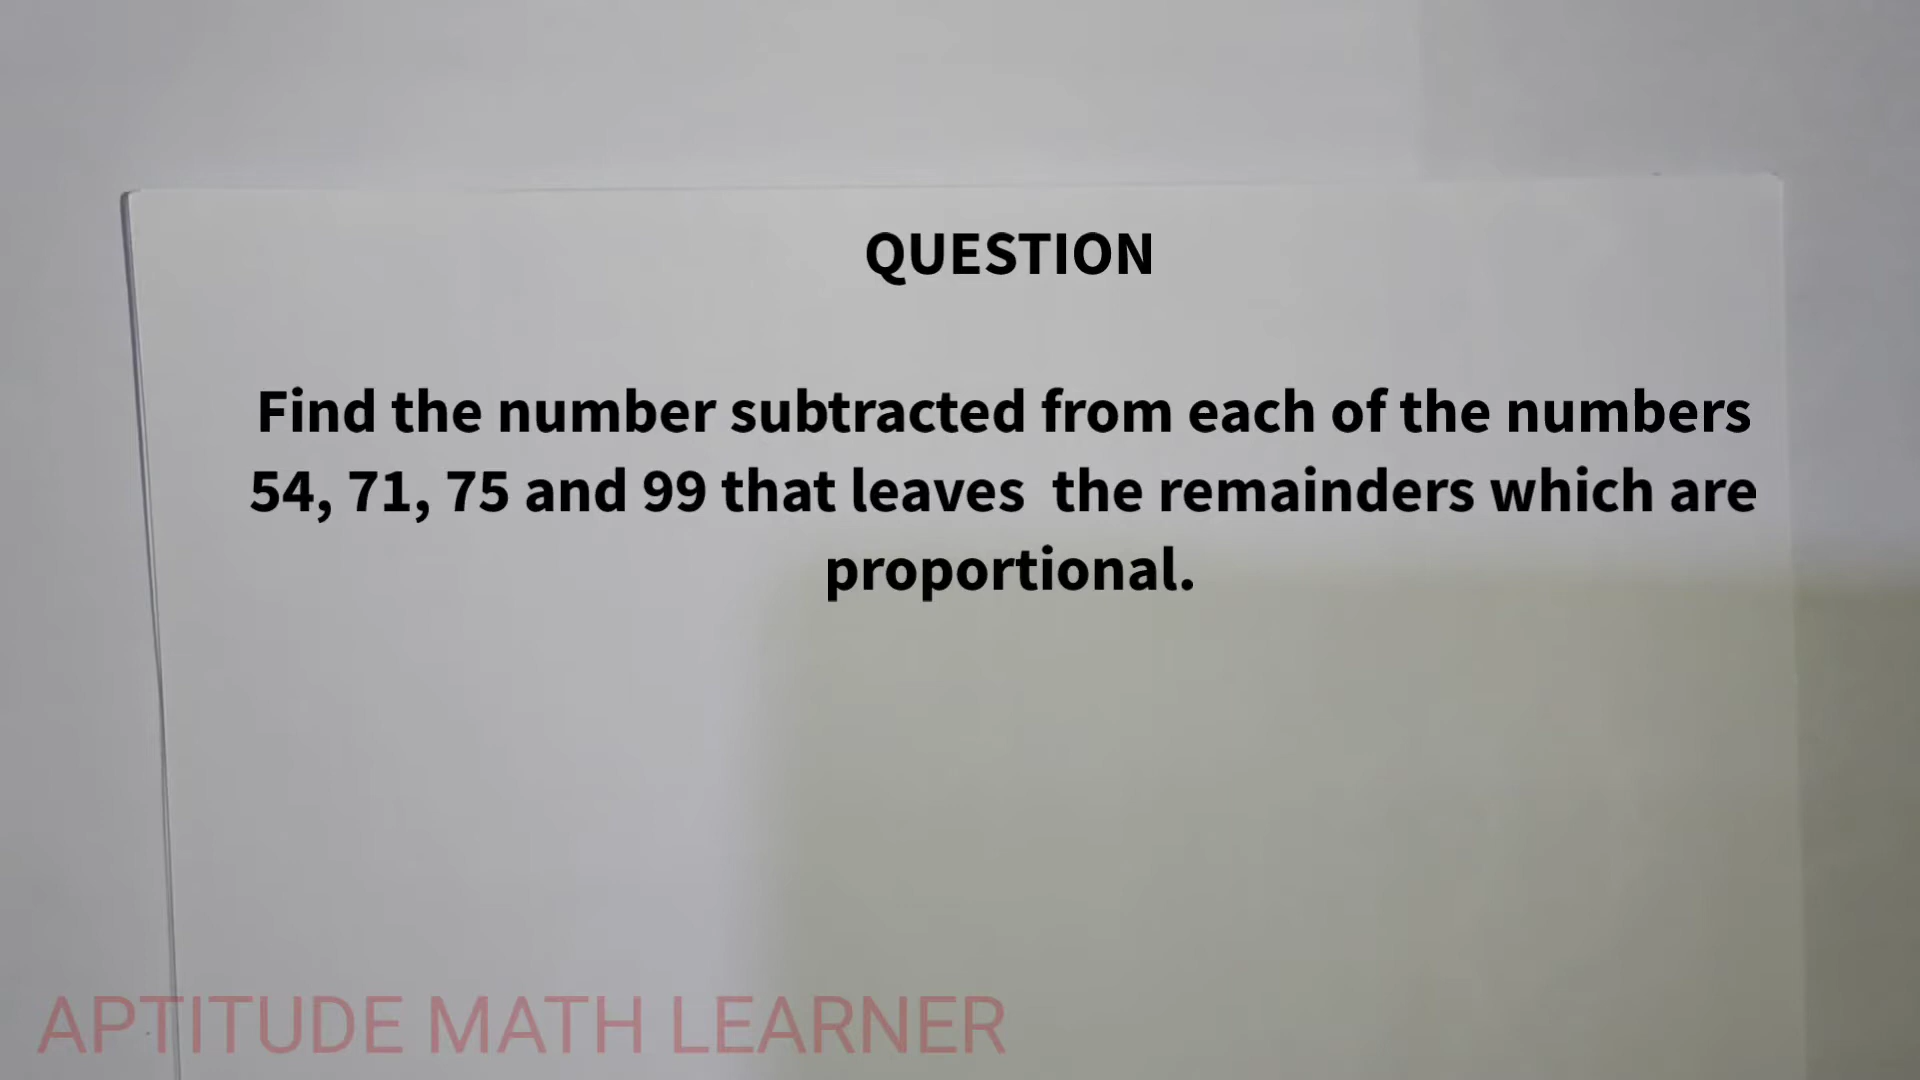 QUESTION
Find the number subtracted from each of the numbers
54, 71, 75 and 99 that leaves the remainders which are
proportional.
APTITUDE MATH LEARNER